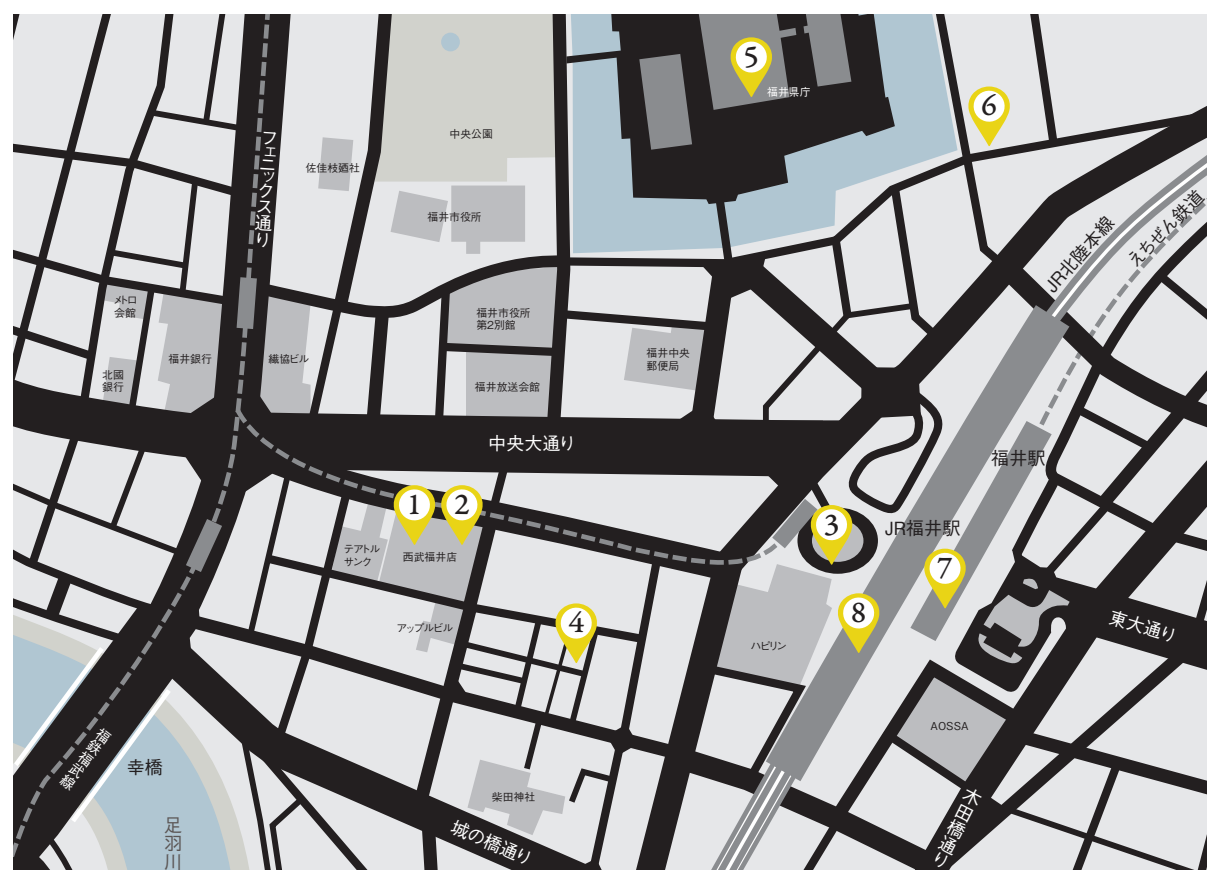 5
福井県庁
6
中央公園
佐佳枝廼社
フェニックス通り
福井市役所
えちぜん鉄道
JR北陸本線
メトロ
会館
福井市役所
第2別館
福井銀行
繊協ビル
福井中央
郵便局
北國
銀行
福井放送会館
中央大通り
福井駅
1
2
3
JR福井駅
テアトル
サンク
西武福井店
7
4
8
アップルビル
東大通り
ハピリン
AOSSA
福鉄福武線
幸橋
柴田神社
木田橋通り
城の橋通り
足羽川